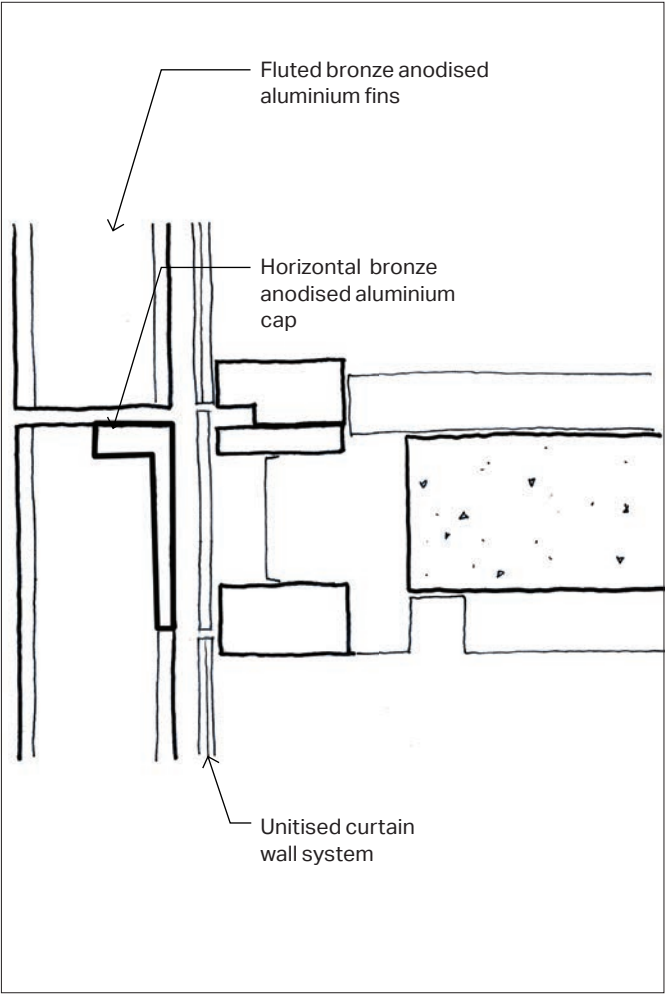 Fluted bronze anodised
aluminium fins
Horizontal bronze
anodised aluminium
cap
Unitised curtain
wall system